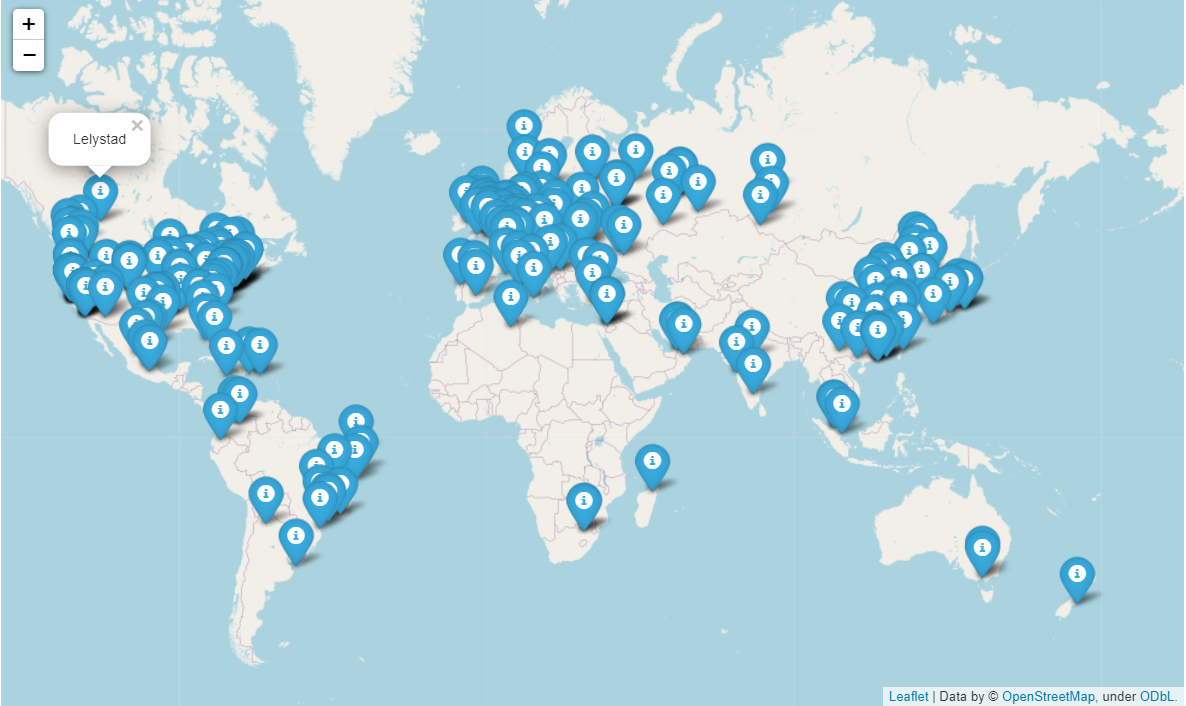 +
−
×
Lelystad
Leaflet | Data by © OpenStreetMap, under ODbL.